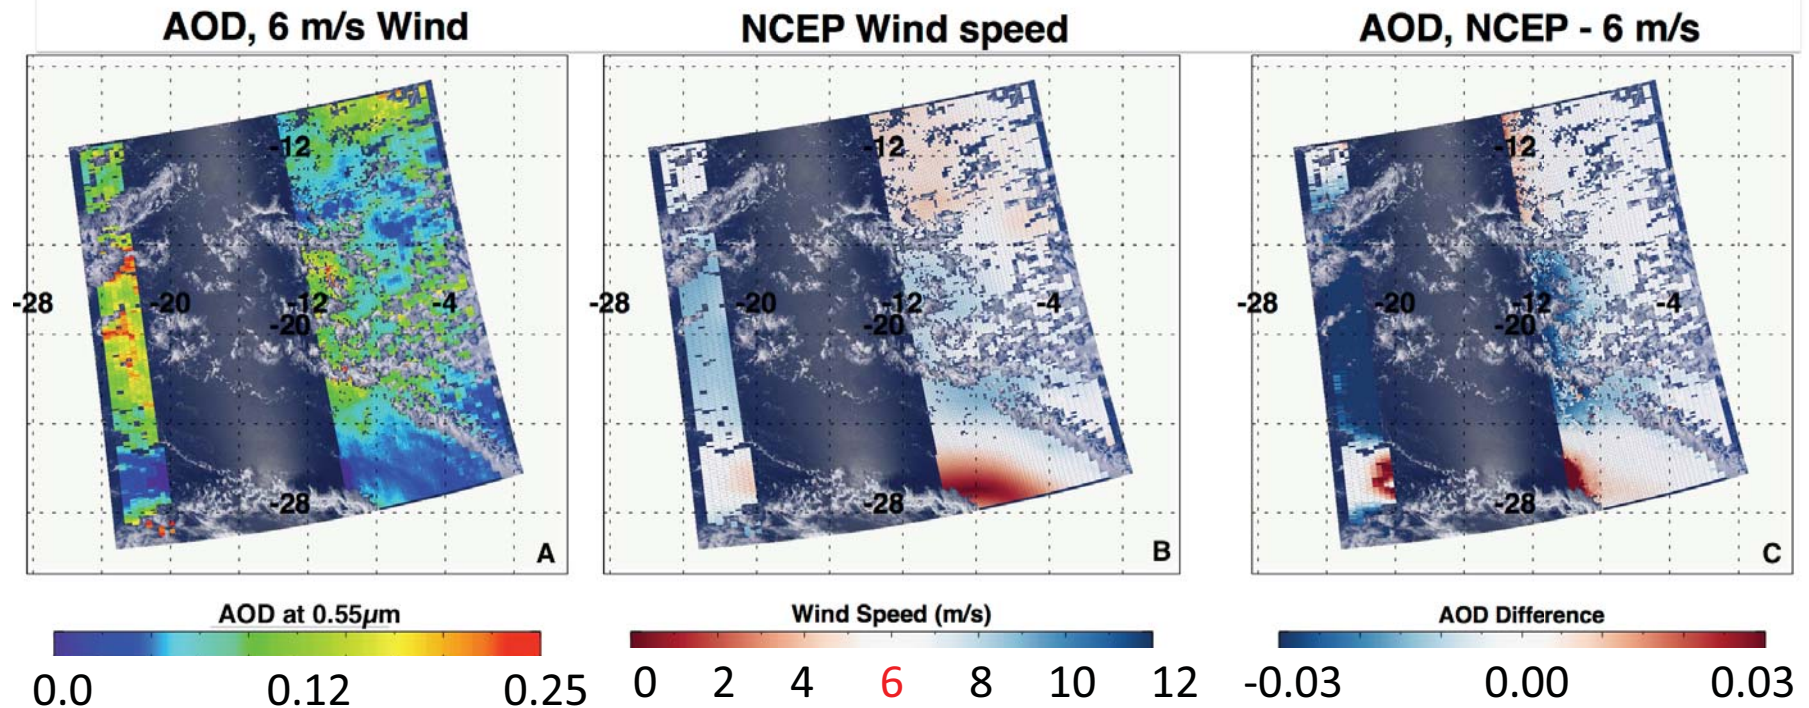 AOD, 6 m/s Wind NCEP Wind speed AOD, NCEP - 6 m/s
-12 -12 -12
-28 -20 -12 -4 -28 -20 -12 -4 -28 -20 -12 -4
-20 -20 -20
-28 -28 -28
A B C
AOD at 0.55µm Wind Speed (m/s) AOD Difference
0.0 0.12 0.25 0 2 4 6 8 10 12 -0.03 0.00 0.03